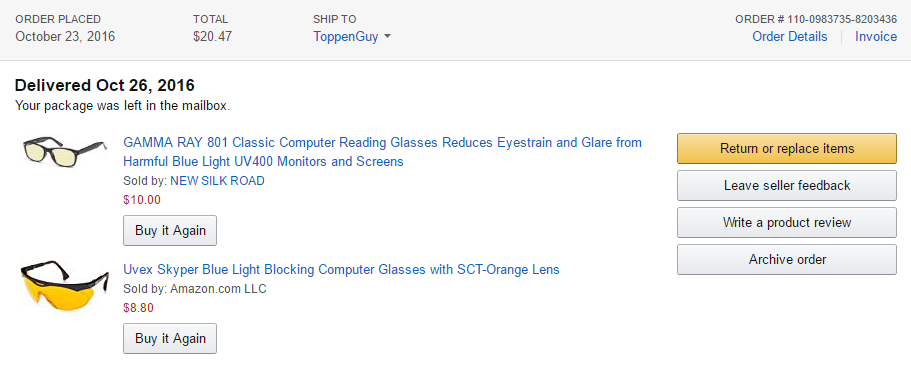 ORDER PLACED
October 23, 2016
TOTAL
$20.47
SHIP TO
ToppenGuy
ORDER # 110-0983735-8203436
Order Details
Invoice
Delivered Oct 26, 2016
Your package was left in the mailbox.
GAMMA RAY 801 Classic Computer Reading Glasses Reduces Eyestrain and Glare from
Harmful Blue Light UV400 Monitors and Screens
Sold by: NEW SILK ROAD
$10.00
Buy it Again
Uvex Skyper Blue Light Blocking Computer Glasses with SCT-Orange Lens
Sold by: Amazon.com LLC
$8.80
Buy it Again
Return or replace items
Leave seller feedback
Write a product review
Archive order